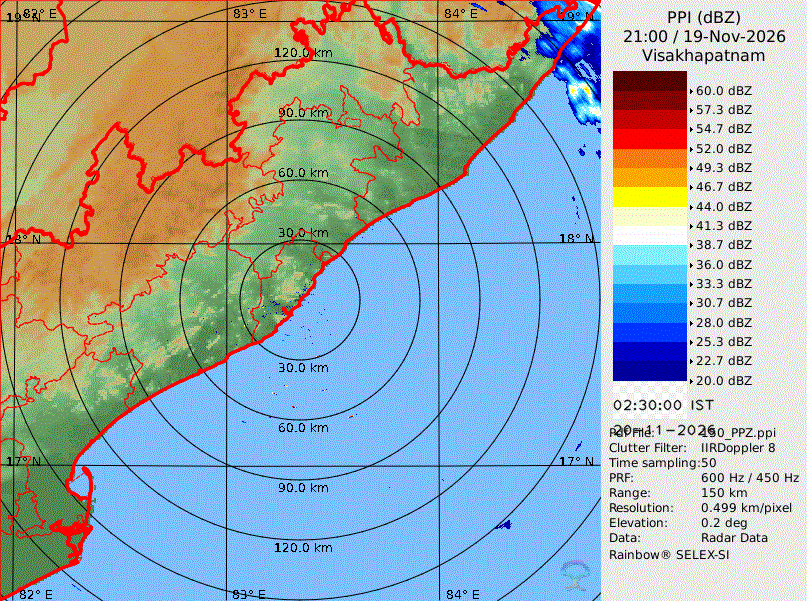 82° E
83° E
84° E
19° N
19° N
120.0 km
90.0 km
60.0 km
30.0 km
18° N
18° N
30.0 km
60.0 km
17° N
17° N
90.0 km
120.0 km
82° E
83° E
84° E
PPI (dBZ)
21:00 / 19-Nov-2026
Visakhapatnam
60.0 dBZ
57.3 dBZ
54.7 dBZ
52.0 dBZ
49.3 dBZ
46.7 dBZ
44.0 dBZ
41.3 dBZ
38.7 dBZ
36.0 dBZ
33.3 dBZ
30.7 dBZ
28.0 dBZ
25.3 dBZ
22.7 dBZ
20.0 dBZ
02:30:00 IST
20-11-2026
File: 150_PPZ.ppi
Clutter Filter: IIRDoppler 8
Time sampling:50
PRF: 600 Hz / 450 Hz
Range: 150 km
Resolution: 0.499 km/pixel
Elevation: 0.2 deg
Data: Radar Data
Rainbow® SELEX-SI